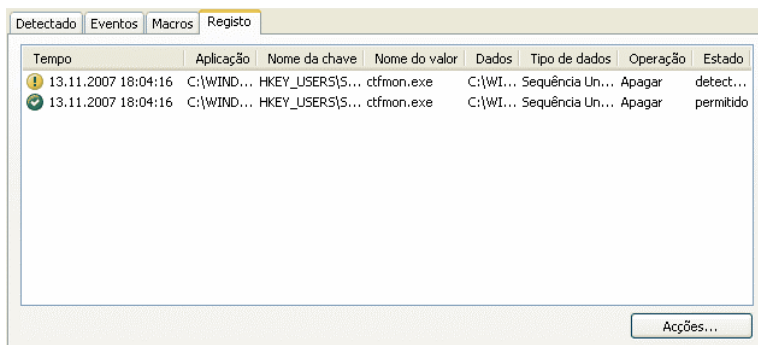 Detectado Eventos Macros Registo
Tempo Aplicação Nome da chave Nome do valor Dados Tipo de dados Operação Estado
13.11.2007 18:04:16 C:\WIND... HKEY_USERS\S... ctfmon.exe C:\WI... Sequência Un... Apagar detect...
13.11.2007 18:04:16 C:\WIND... HKEY_USERS\S... ctfmon.exe C:\WI... Sequência Un... Apagar permitido
Acções...